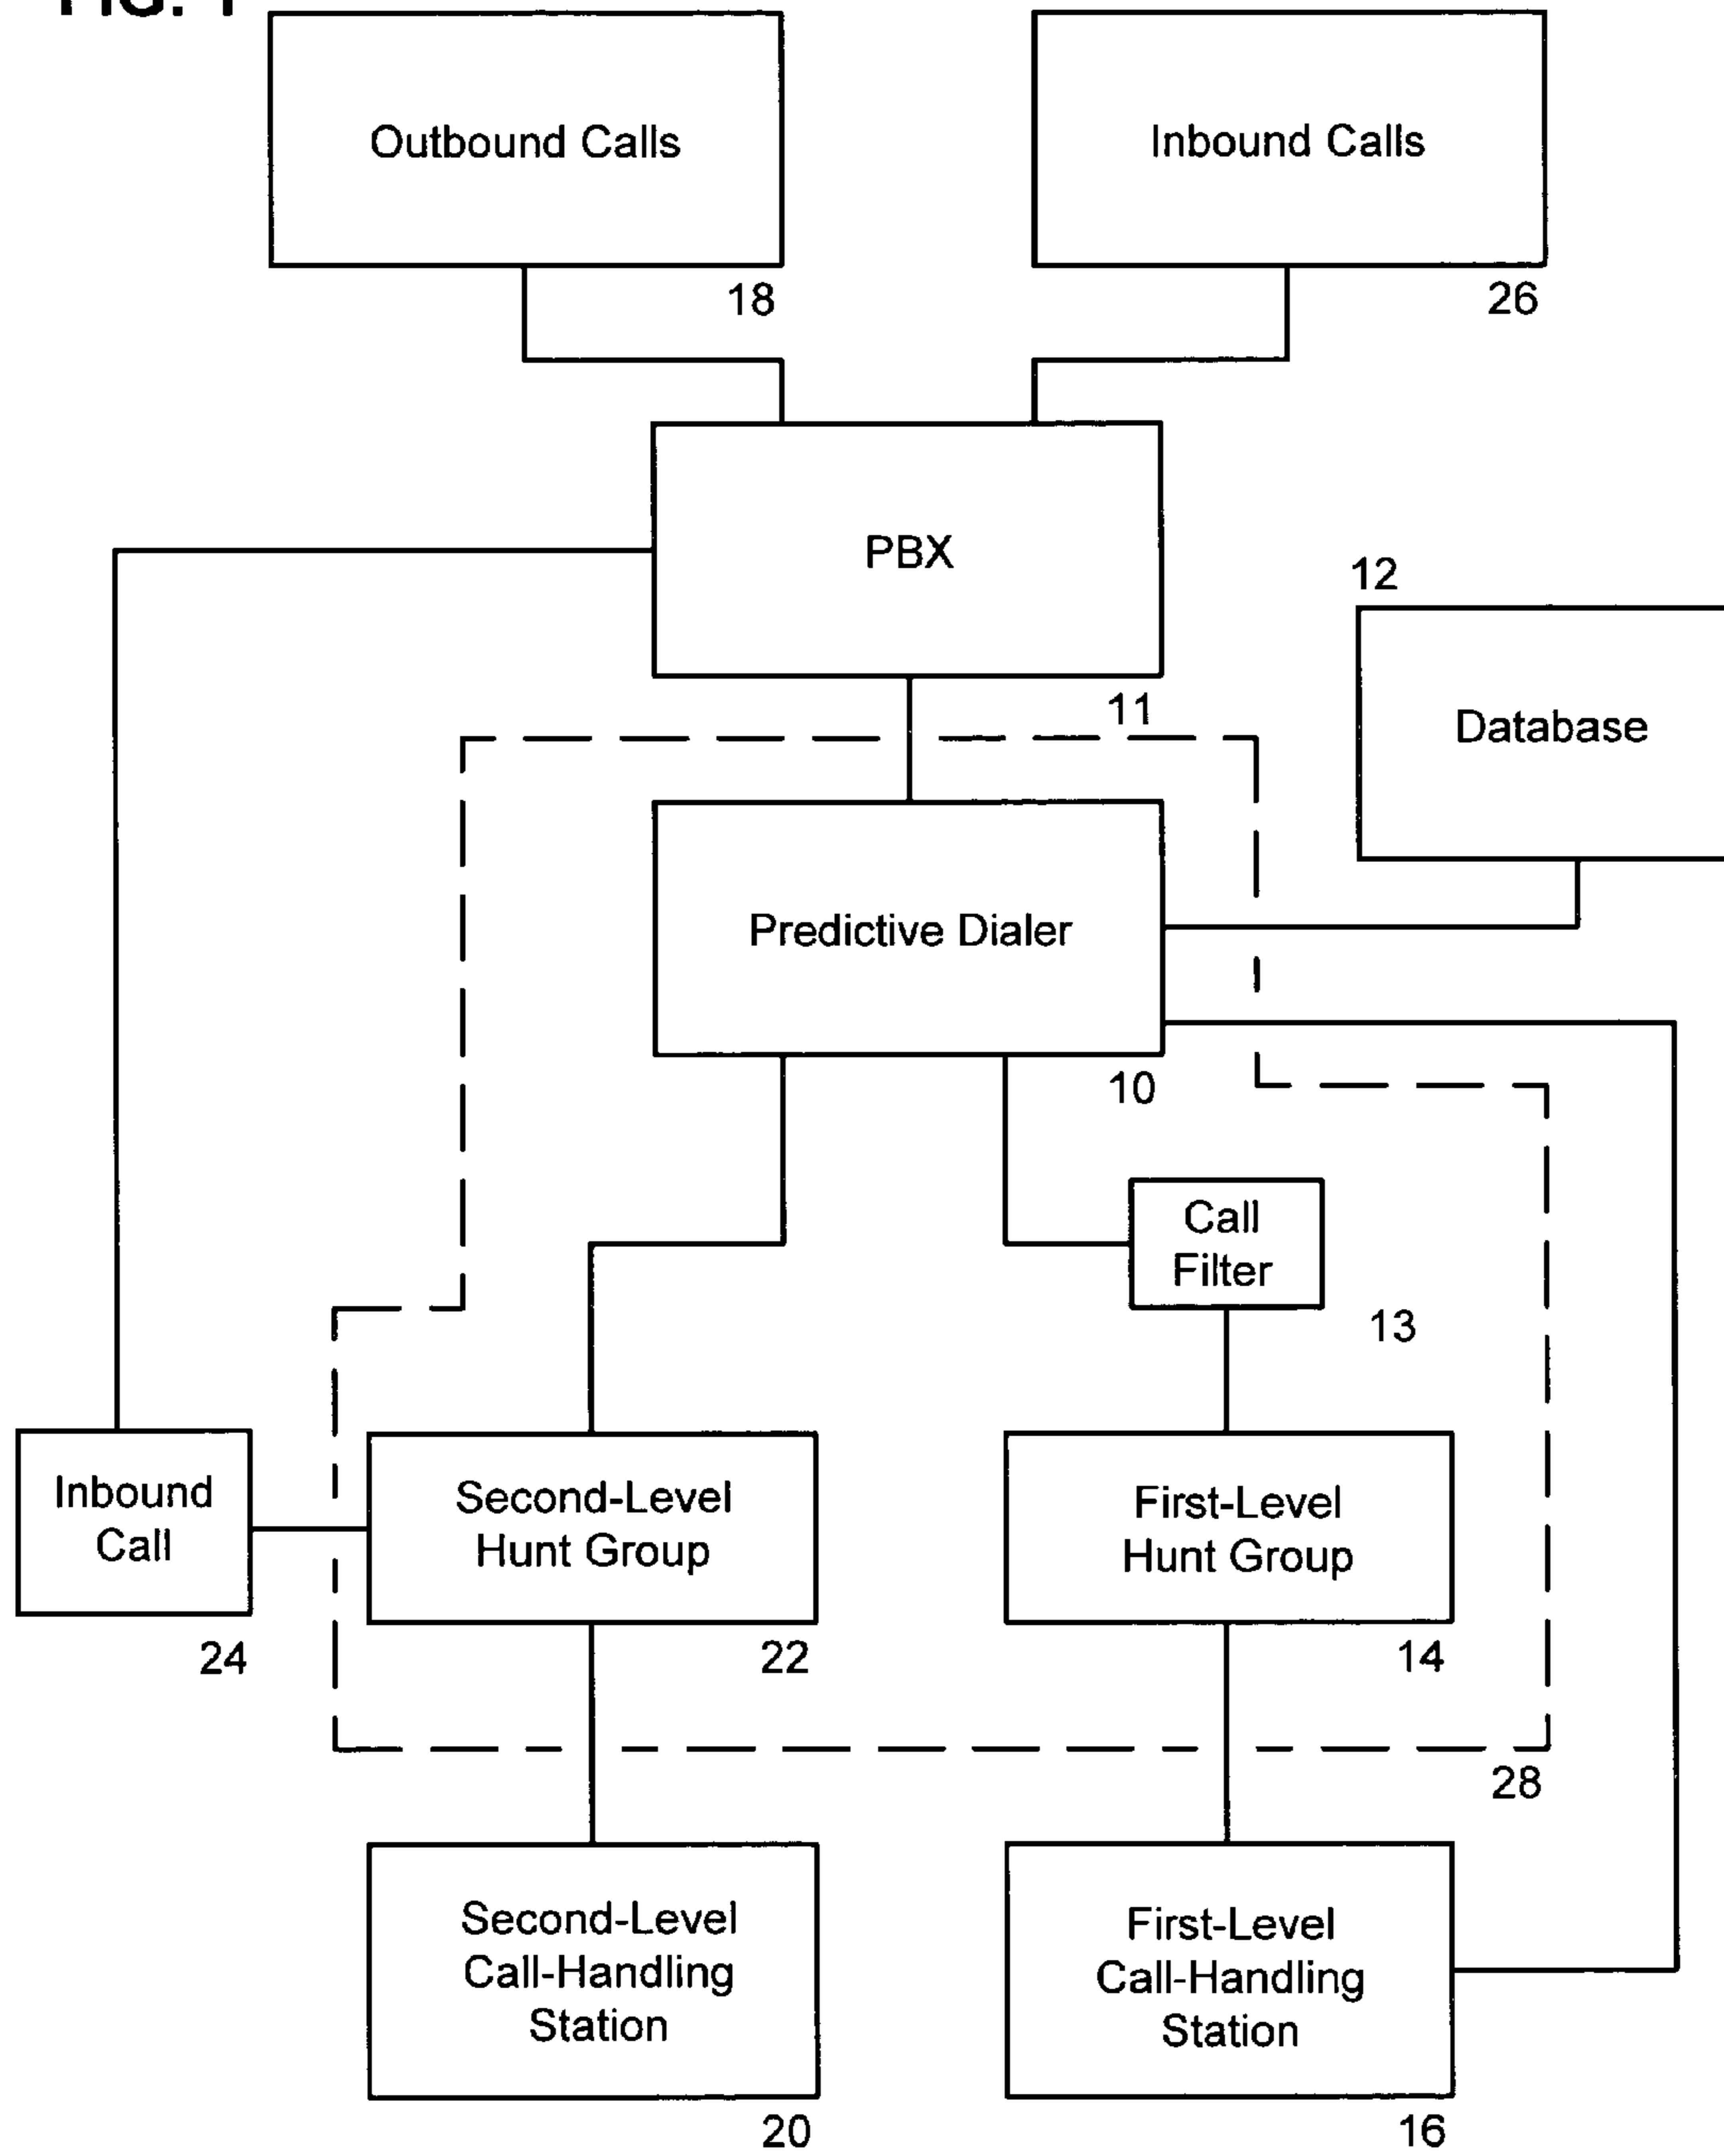 FIG. 1
Outbound Calls
Inbound Calls
18
26
PBX
12
11
Database
Predictive Dialer
10
Call
Filter
13
Inbound
Call
Second-Level
Hunt Group
First-Level
Hunt Group
24
22
14
28
Second-Level
Call-Handling
Station
First-Level
Call-Handling
Station
20
16